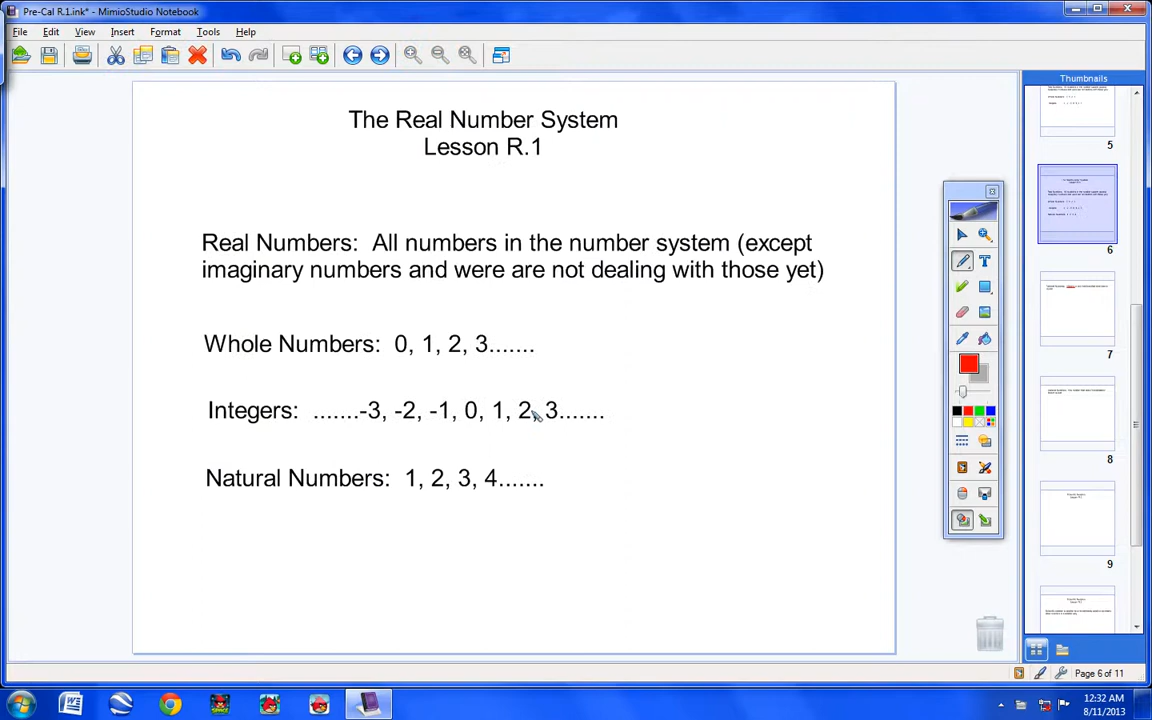 Pre-Cal R.1.ink* - MimioStudio Notebook
File Edit View Insert Format Tools Help
Thumbnails
The Real Number System
Lesson R.1
Real Numbers: All numbers in the number system (except
imaginary numbers and were are not dealing with those yet)
Whole Numbers: 0, 1, 2, 3.......
Integers: .......-3, -2, -1, 0, 1, 2, 3.......
Natural Numbers: 1, 2, 3, 4.......
5
6
7
8
9
Page 6 of 11
12:32 AM
8/11/2013